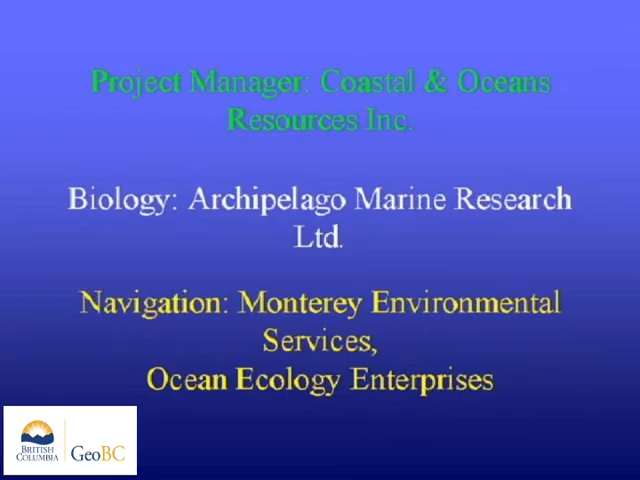 Project Manager: Coastal & Oceans
Resources Inc.
Biology: Archipelago Marine Research
Ltd.
Navigation: Monterey Environmental
Services,
Ocean Ecology Enterprises
BRITISH
COLUMBIA
GeoBC